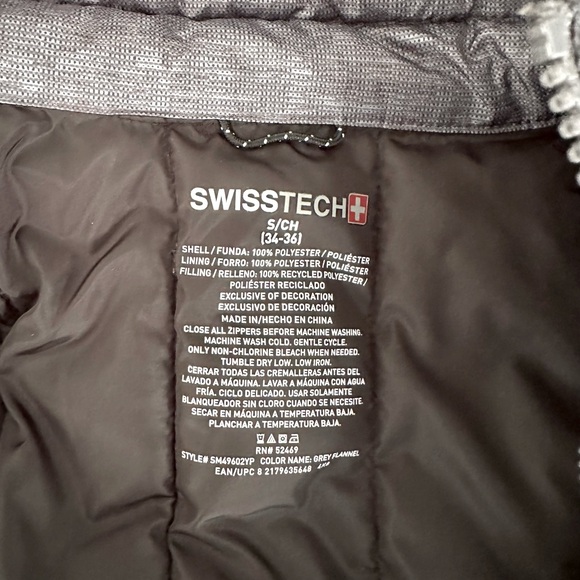 SWISSTECH
S/CH
(34-36)
SHELL / FUNDA: 100% POLYESTER / POLIÉSTER
LINING / FORRO: 100% POLYESTER / POLIÉSTER
FILLING / RELLENO: 100% RECYCLED POLYESTER /
POLIÉSTER RECICLADO
EXCLUSIVE OF DECORATION
EXCLUSIVO DE DECORACIÓN
MADE IN/HECHO EN CHINA
CLOSE ALL ZIPPERS BEFORE MACHINE WASHING.
MACHINE WASH COLD. GENTLE CYCLE.
ONLY NON-CHLORINE BLEACH WHEN NEEDED.
TUMBLE DRY LOW. LOW IRON.
CERRAR TODAS LAS CREMALLERAS ANTES DEL
LAVADO A MÁQUINA. LAVAR A MÁQUINA CON AGUA
FRÍA. CICLO DELICADO. USAR SOLAMENTE
BLANQUEADOR SIN CLORO CUANDO SE NECESITE.
SECAR EN MÁQUINA A TEMPERATURA BAJA.
PLANCHAR A TEMPERATURA BAJA.
RN# 52469
STYLE# SM49602YP COLOR NAME: GREY FLANNEL
EAN/UPC 8 2179635648